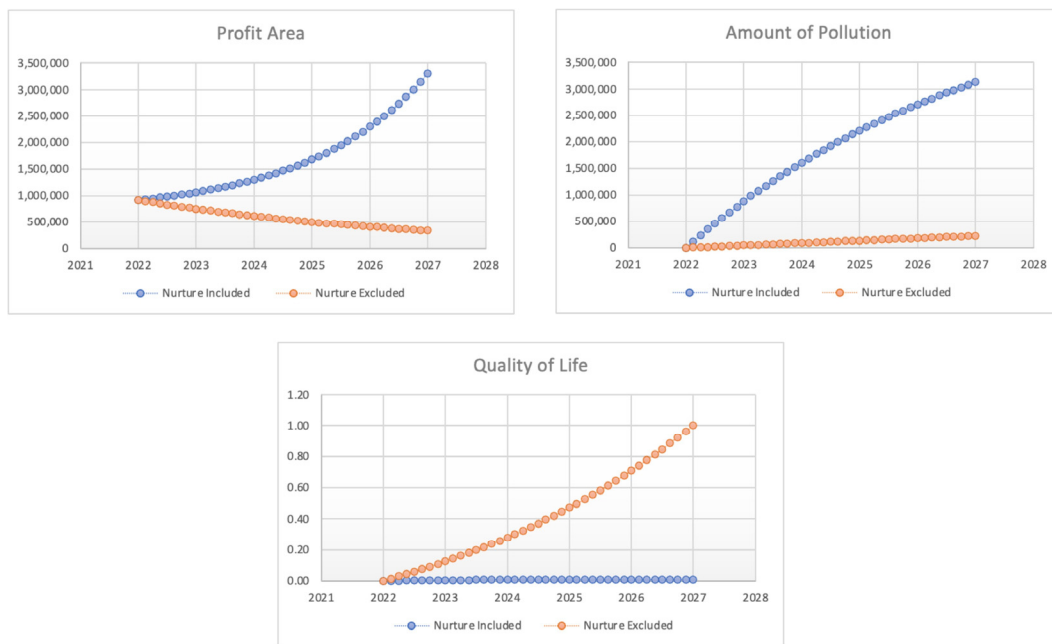 Profit Area
3,500,000
3,000,000
2,500,000
2,000,000
1,500,000
1,000,000
500,000
0
2021 2022 2023 2024 2025 2026 2027 2028
Nurture Included Nurture Excluded
Amount of Pollution
3,500,000
3,000,000
2,500,000
2,000,000
1,500,000
1,000,000
500,000
0
2021 2022 2023 2024 2025 2026 2027 2028
Nurture Included Nurture Excluded
Quality of Life
1.20
1.00
0.80
0.60
0.40
0.20
0.00
2021 2022 2023 2024 2025 2026 2027 2028
Nurture Included Nurture Excluded